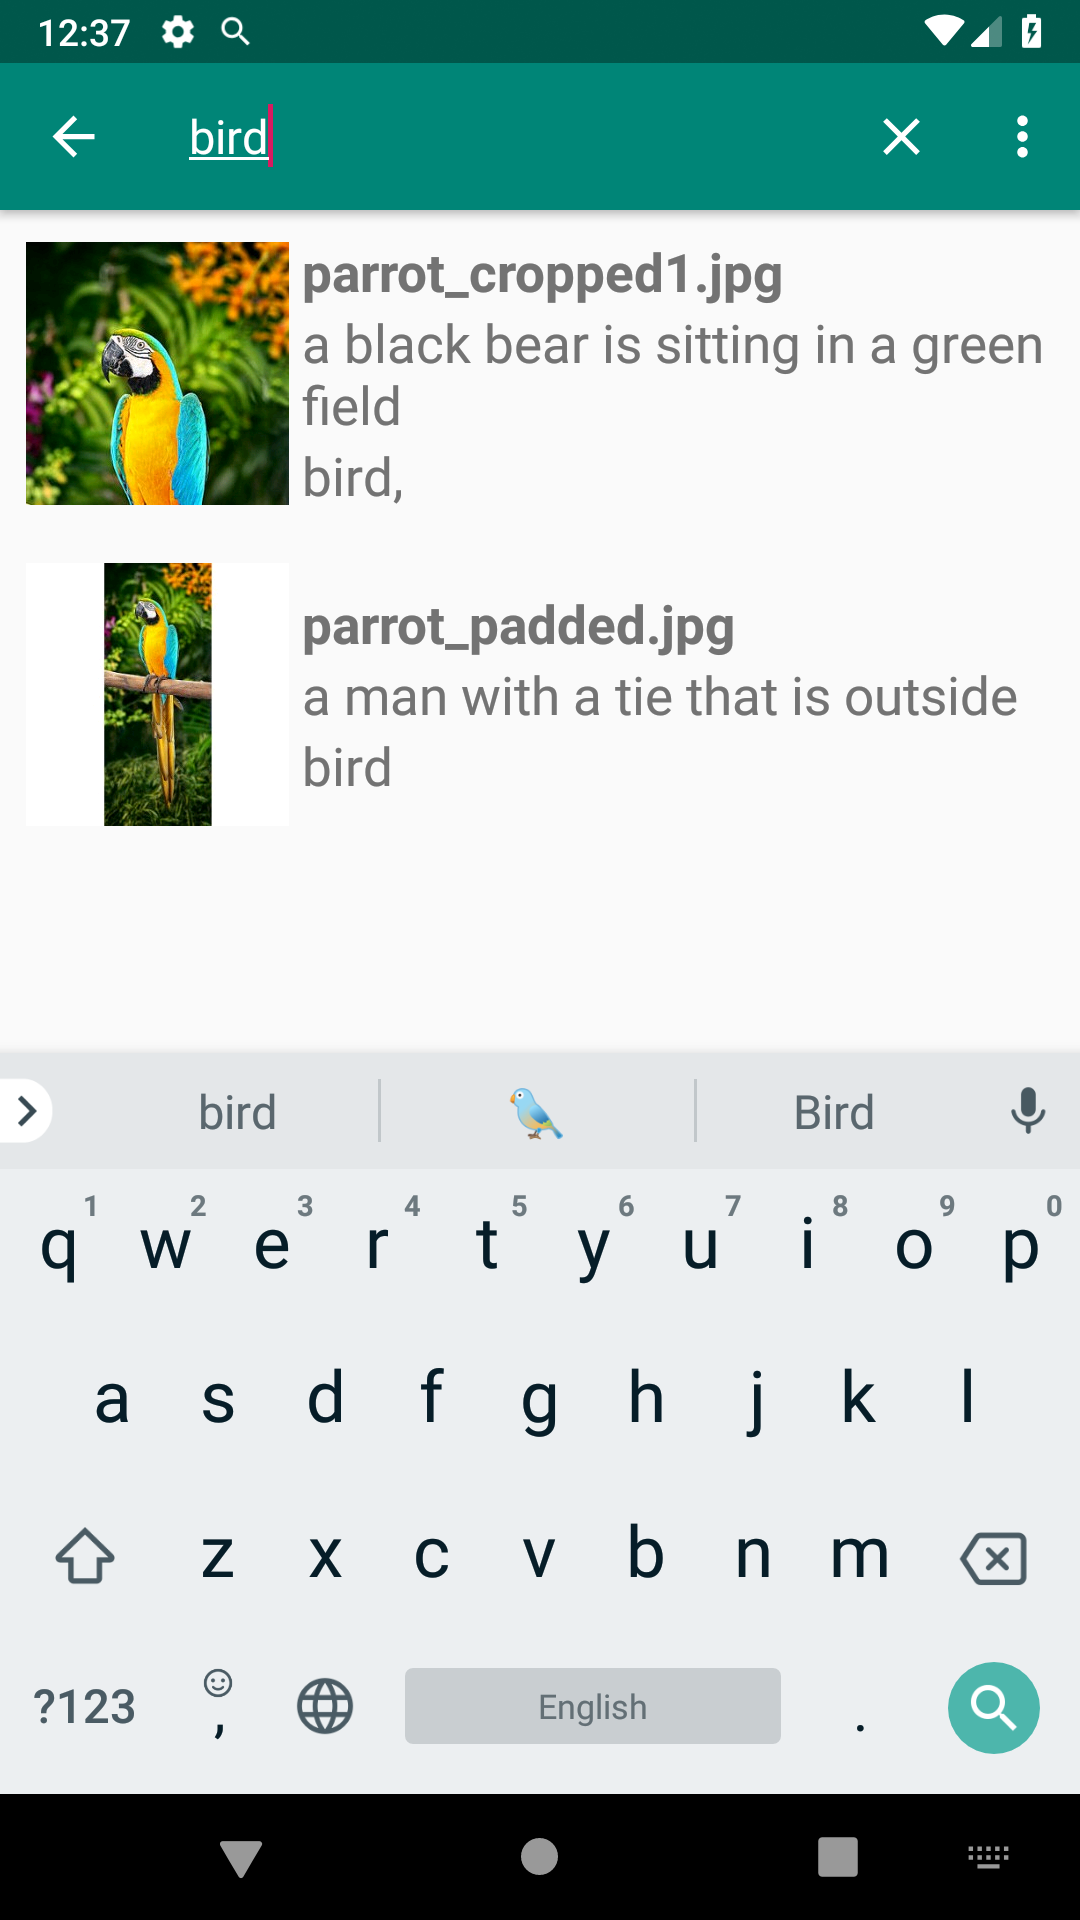 12:37
bird
parrot_cropped1.jpg
a black bear is sitting in a green
field
bird,
parrot_padded.jpg
a man with a tie that is outside
bird
bird Bird
1 2 3 4 5 6 7 8 9 0
q w e r t y u i o p
a s d f g h j k l
z x c v b n m
?123 , English .